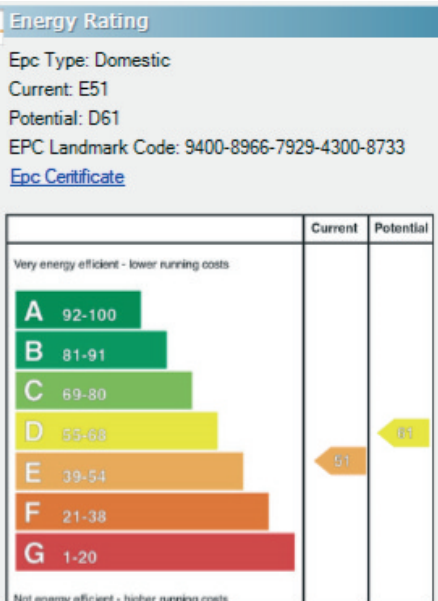 Energy Rating
Epc Type: Domestic
Current: E51
Potential: D61
EPC Landmark Code: 9400-8966-7929-4300-8733
Epc Ceritificate
Current Potential
Very energy efficient - lower running costs
A 92-100
B 81-91
C 69-80
D 55-68
61
E 39-54
51
F 21-38
G 1-20
Not energy efficient - higher running costs